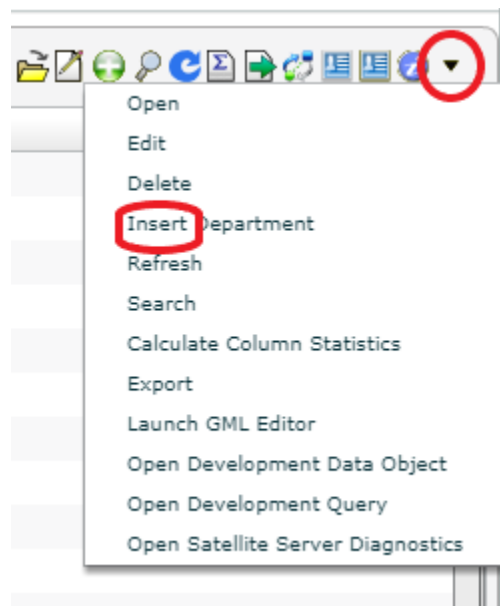 Open
Edit
Delete
Insert Department
Refresh
Search
Calculate Column Statistics
Export
Launch GML Editor
Open Development Data Object
Open Development Query
Open Satellite Server Diagnostics